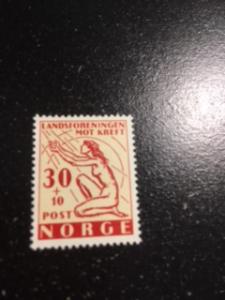 LANDSFORENINGEN
MOT KREFT
30
+
10
POST
NORGE